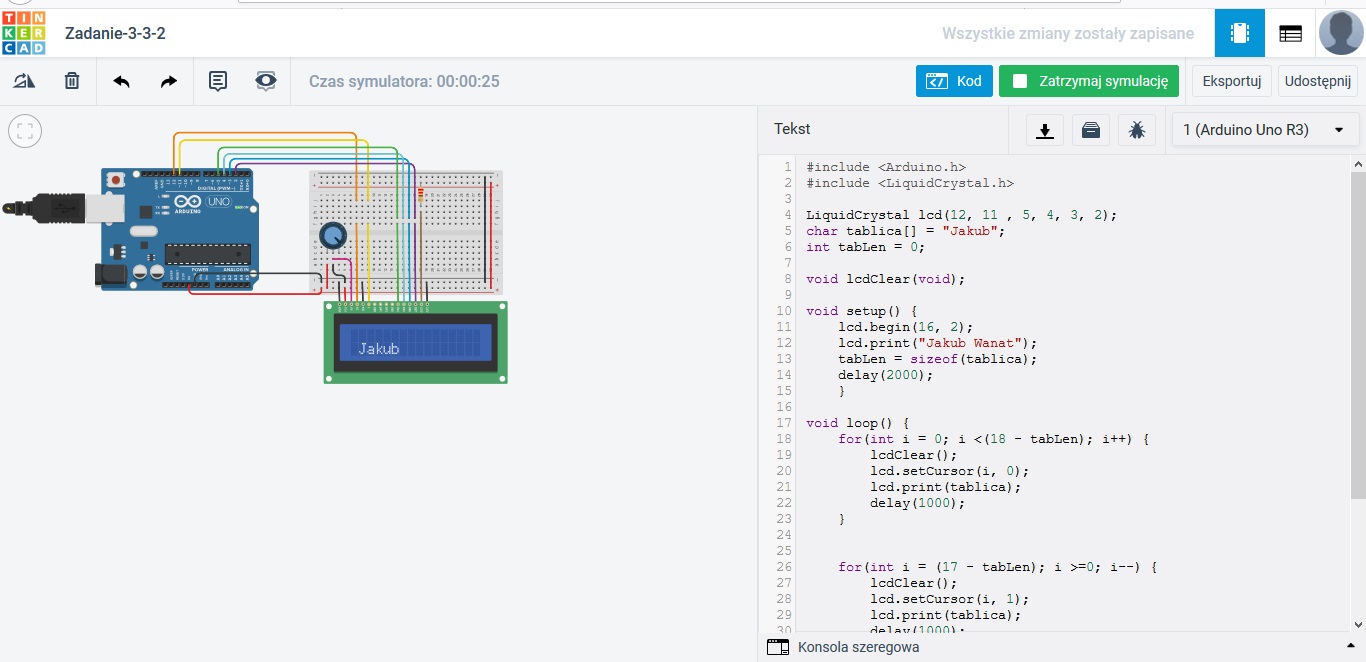 TIN
KER
CAD
Zadanie-3-3-2
Wszystkie zmiany zostały zapisane
Czas symulatora: 00:00:25
Kod
Zatrzymaj symulację
Eksportuj
Udostępnij
Tekst
1 (Arduino Uno R3)
DIGITAL (PWM~)
UNO
ARDUINO
POWER
ANALOG IN
Jakub
1 #include <Arduino.h>
2 #include <LiquidCrystal.h>
3
4 LiquidCrystal lcd(12, 11 , 5, 4, 3, 2);
5 char tablica[] = "Jakub";
6 int tabLen = 0;
7
8 void lcdClear(void);
9
10 void setup() {
11 lcd.begin(16, 2);
12 lcd.print("Jakub Wanat");
13 tabLen = sizeof(tablica);
14 delay(2000);
15 }
16
17 void loop() {
18 for(int i = 0; i <(18 - tabLen); i++) {
19 lcdClear();
20 lcd.setCursor(i, 0);
21 lcd.print(tablica);
22 delay(1000);
23 }
24
25
26 for(int i = (17 - tabLen); i >=0; i--) {
27 lcdClear();
28 lcd.setCursor(i, 1);
29 lcd.print(tablica);
30 delay(1000);
Konsola szeregowa